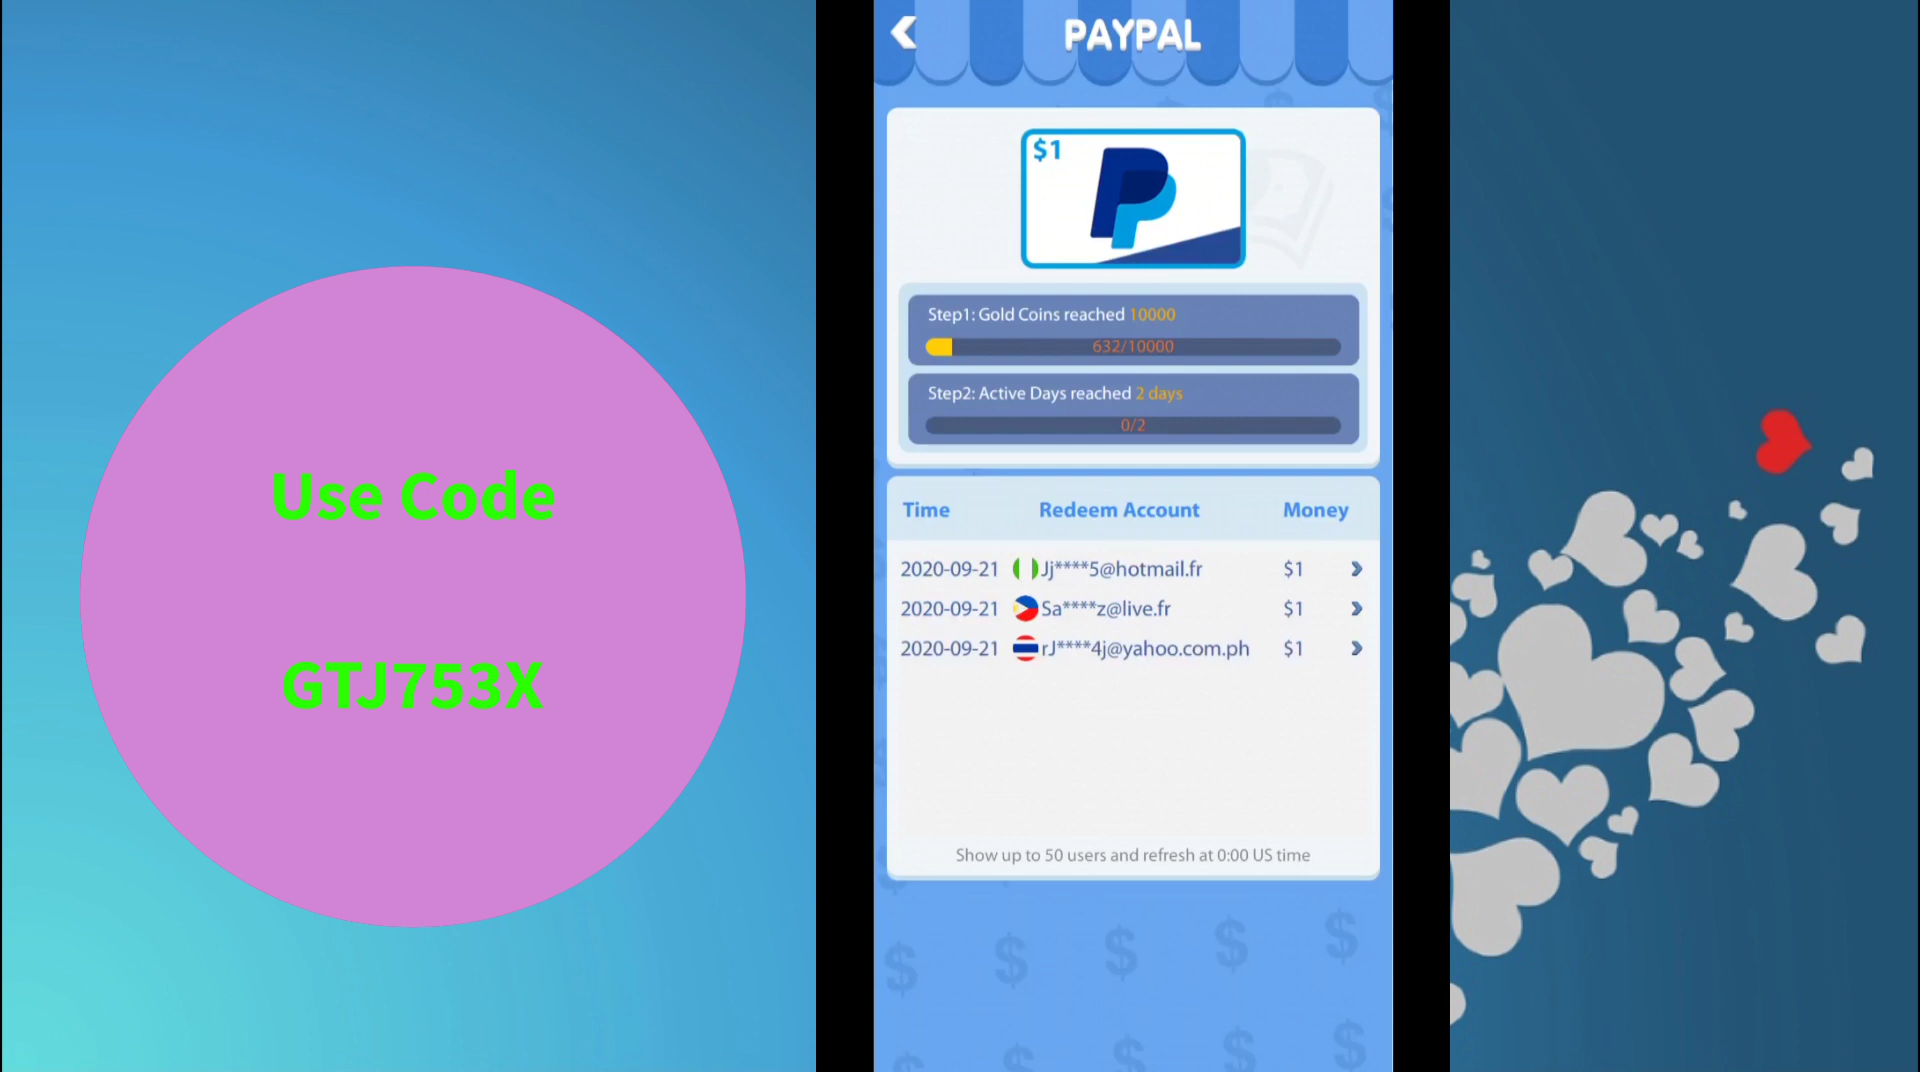 Use Code
GTJ753X
PAYPAL
$1
Step1: Gold Coins reached 10000
632/10000
Step2: Active Days reached 2 days
0/2
Time Redeem Account Money
2020-09-21 Jj****5@hotmail.fr $1
2020-09-21 Sa****z@live.fr $1
2020-09-21 rJ****4j@yahoo.com.ph $1
Show up to 50 users and refresh at 0:00 US time